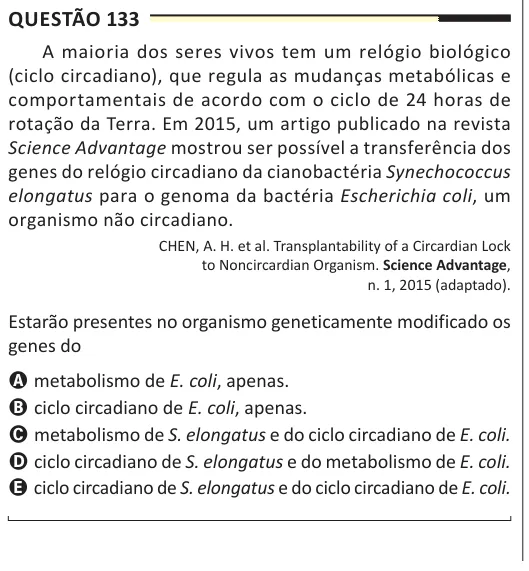 QUESTÃO 133
A maioria dos seres vivos tem um relógio biológico
(ciclo circadiano), que regula as mudanças metabólicas e
comportamentais de acordo com o ciclo de 24 horas de
rotação da Terra. Em 2015, um artigo publicado na revista
Science Advantage mostrou ser possível a transferência dos
genes do relógio circadiano da cianobactéria Synechococcus
elongatus para o genoma da bactéria Escherichia coli, um
organismo não circadiano.
CHEN, A. H. et al. Transplantability of a Circardian Lock
to Noncircardian Organism. Science Advantage,
n. 1, 2015 (adaptado).
Estarão presentes no organismo geneticamente modificado os
genes do
A metabolismo de E. coli, apenas.
B ciclo circadiano de E. coli, apenas.
C metabolismo de S. elongatus e do ciclo circadiano de E. coli.
D ciclo circadiano de S. elongatus e do metabolismo de E. coli.
E ciclo circadiano de S. elongatus e do ciclo circadiano de E. coli.